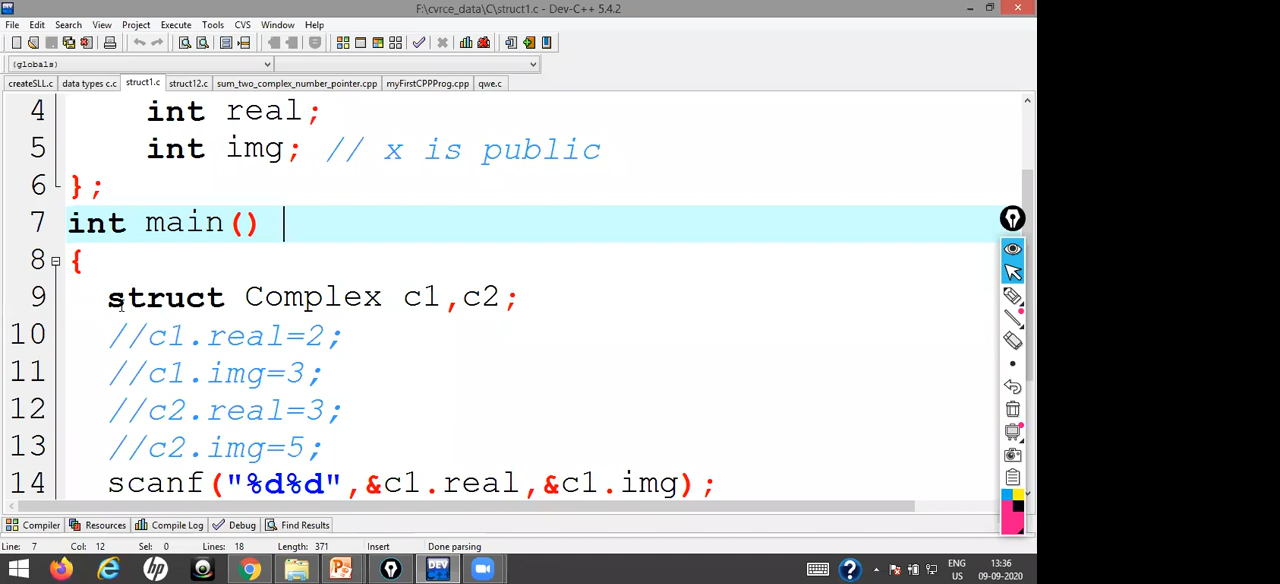 F:\cvrce_data\C\struct1.c - Dev-C++ 5.4.2
File Edit Search View Project Execute Tools CVS Window Help
(globals)
createSLL.c data types c.c struct1.c struct12.c sum_two_complex_number_pointer.cpp myFirstCPPProg.cpp qwe.c
4 int real;
5 int img; // x is public
6 };
7 int main()
8 {
9 struct Complex c1,c2;
10 //c1.real=2;
11 //c1.img=3;
12 //c2.real=3;
13 //c2.img=5;
14 scanf("%d%d",&c1.real,&c1.img);
Compiler Resources Compile Log Debug Find Results
Line: 7 Col: 12 Sel: 0 Lines: 18 Length: 371 Insert Done parsing
hp DEV ENG 13:36
US 09-09-2020